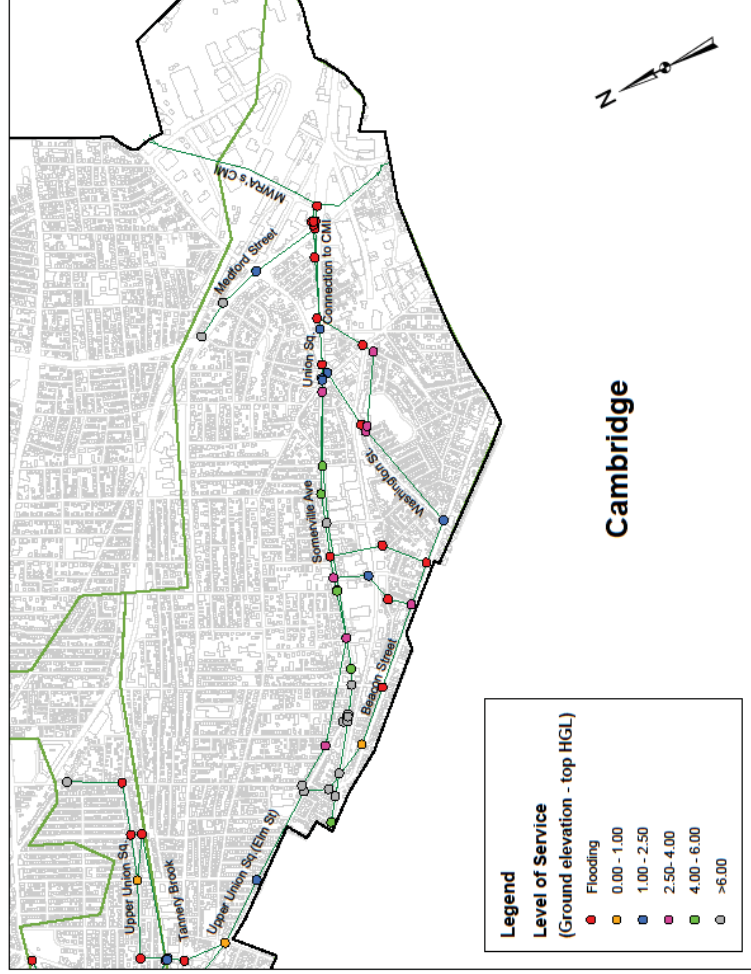 N
MWRA's CMI
Medford Street
Connection to CMI
Union Sq
Washington St.
Somerville Ave
Cambridge
Beacon Street
Upper Union Sq.
Tannery Brook
Upper Union Sq (Elm St)
Legend
Level of Service
(Ground elevation - top HGL)
Flooding
0.00 - 1.00
1.00 - 2.50
2.50- 4.00
4.00 - 6.00
>6.00